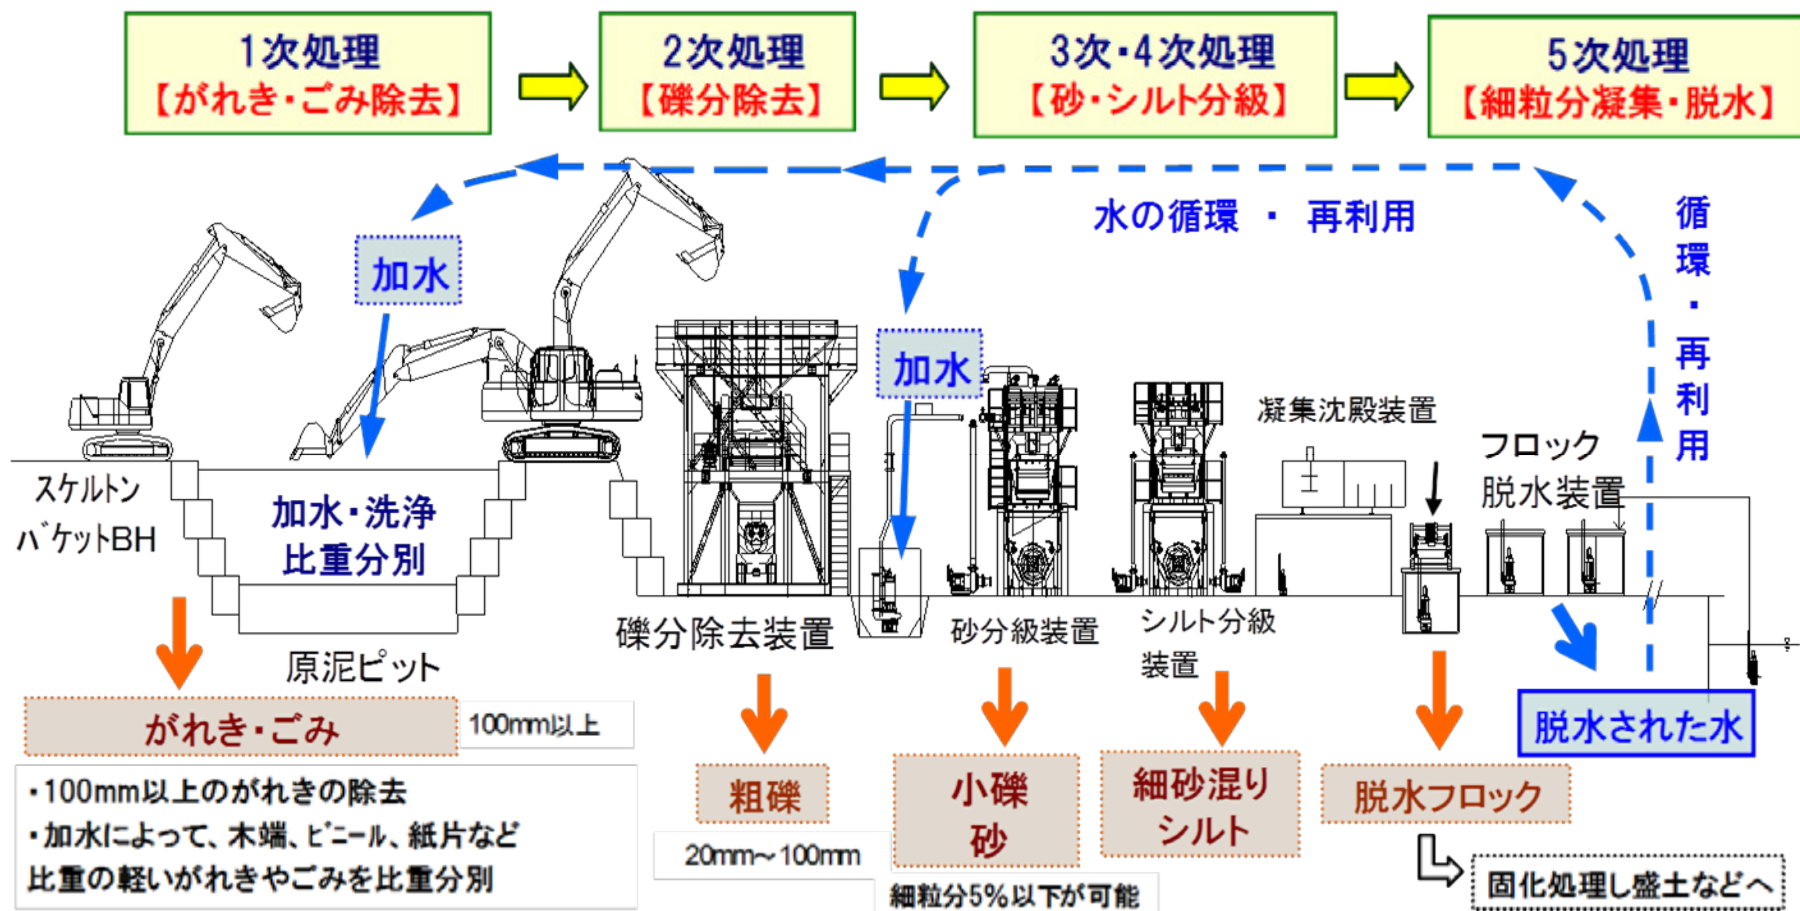 1次処理
【がれき・ごみ除去】
2次処理
【礫分除去】
3次・4次処理
【砂・シルト分級】
5次処理
【細粒分凝集・脱水】
水の循環 ・ 再利用
循環・再利用
加水
加水
凝集沈殿装置
フロック
脱水装置
スケルトン
バケットBH
加水・洗浄
比重分別
原泥ピット
礫分除去装置
砂分級装置
シルト分級
装置
がれき・ごみ
100mm以上
・100mm以上のがれきの除去
・加水によって、木端、ビニール、紙片など
比重の軽いがれきやごみを比重分別
粗礫
20mm～100mm
小礫
砂
細粒分5%以下が可能
細砂混り
シルト
脱水フロック
脱水された水
固化処理し盛土などへ